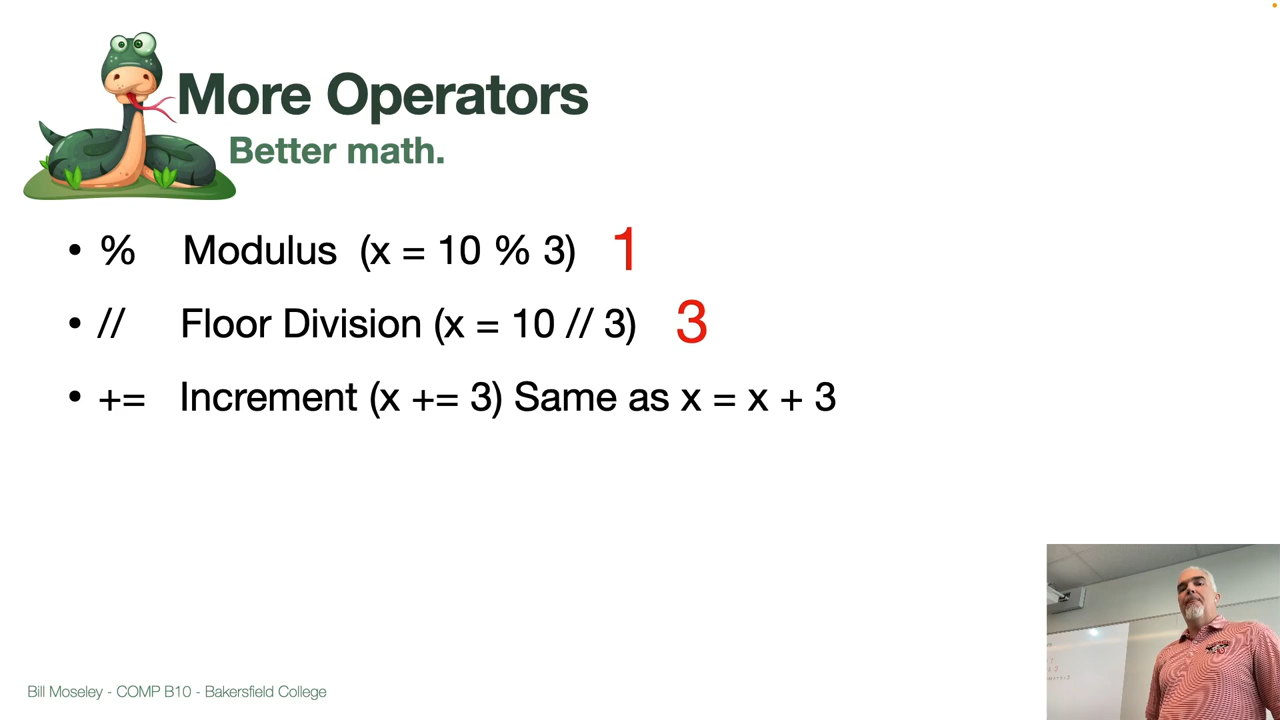 More Operators
Better math.
• % Modulus (x = 10 % 3) 1
• // Floor Division (x = 10 // 3) 3
• += Increment (x += 3) Same as x = x + 3
Bill Moseley - COMP B10 - Bakersfield College